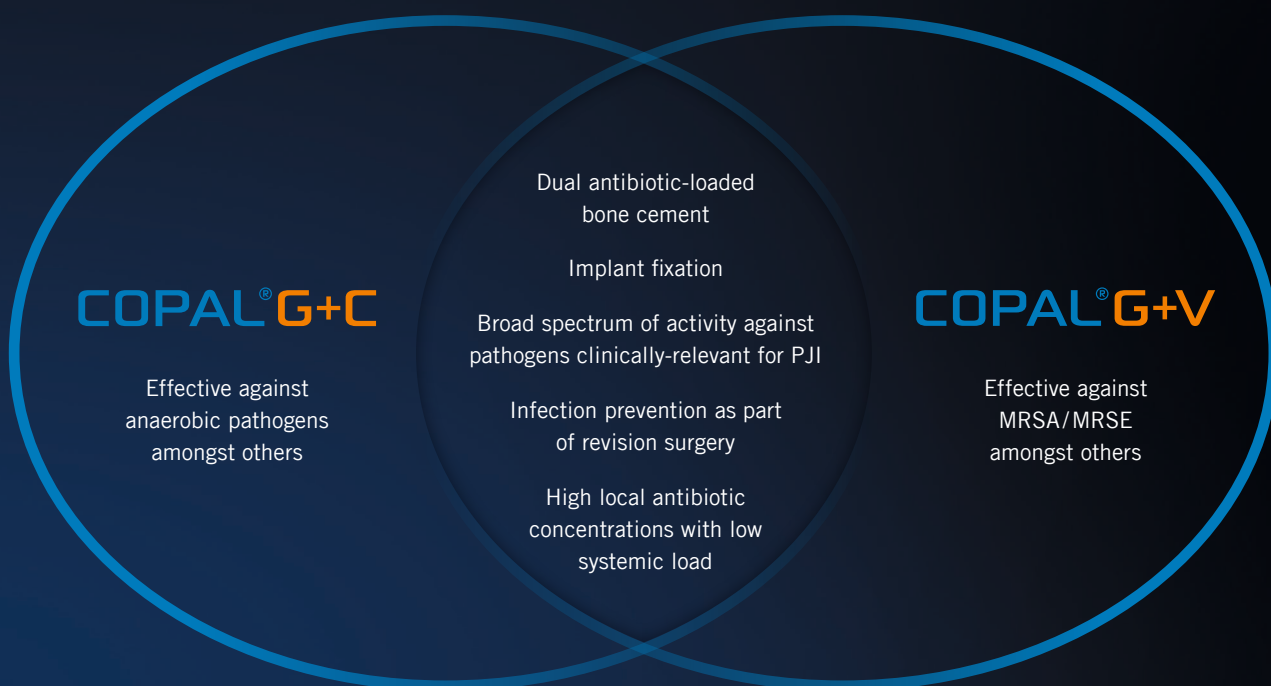 COPAL®G+C
Effective against
anaerobic pathogens
amongst others
Dual antibiotic-loaded
bone cement
Implant fixation
Broad spectrum of activity against
pathogens clinically-relevant for PJI
Infection prevention as part
of revision surgery
High local antibiotic
concentrations with low
systemic load
COPAL®G+V
Effective against
MRSA/MRSE
amongst others